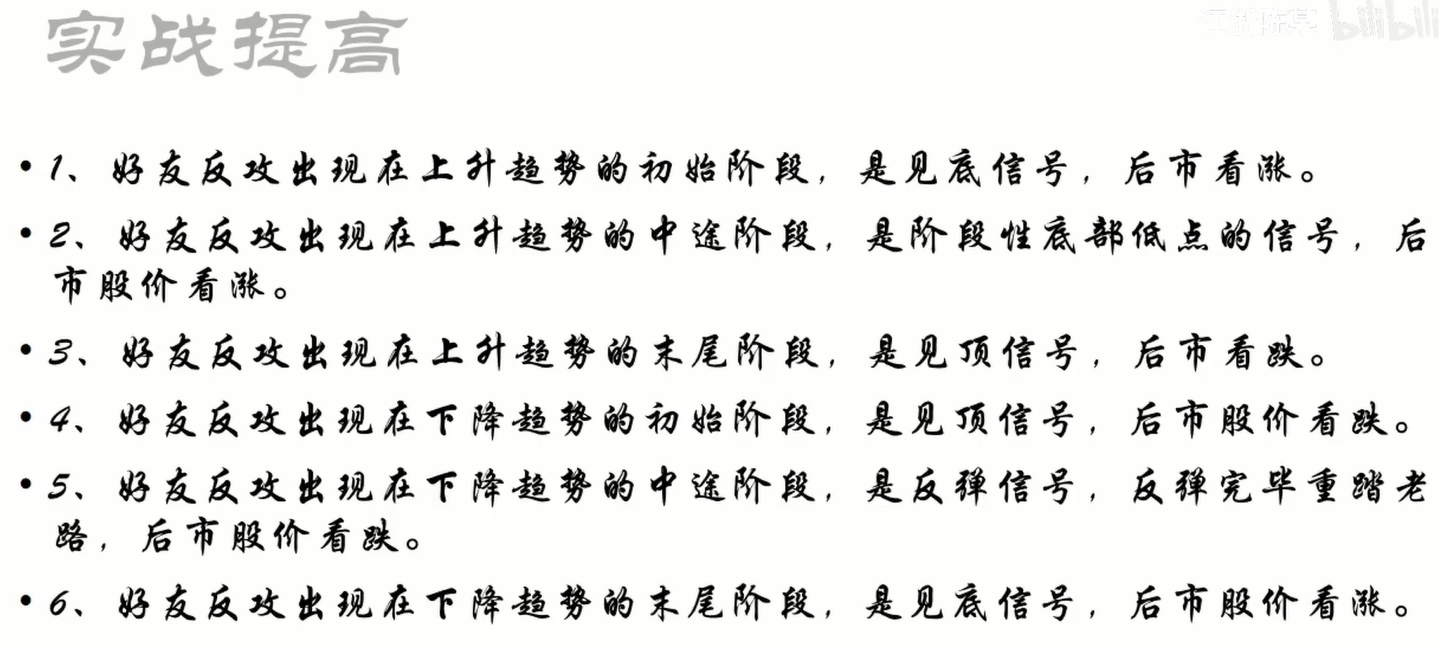 实战提高
bilibili
• 1、好友反攻出现在上升趋势的初始阶段，是见底信号，后市看涨。
• 2、好友反攻出现在上升趋势的中途阶段，是阶段性底部低点的信号，后
市股价看涨。
• 3、好友反攻出现在上升趋势的末尾阶段，是见顶信号，后市看跌。
• 4、好友反攻出现在下降趋势的初始阶段，是见顶信号，后市股价看跌。
• 5、好友反攻出现在下降趋势的中途阶段，是反弹信号，反弹完毕重踏老
路，后市股价看跌。
• 6、好友反攻出现在下降趋势的末尾阶段，是见底信号，后市股价看涨。